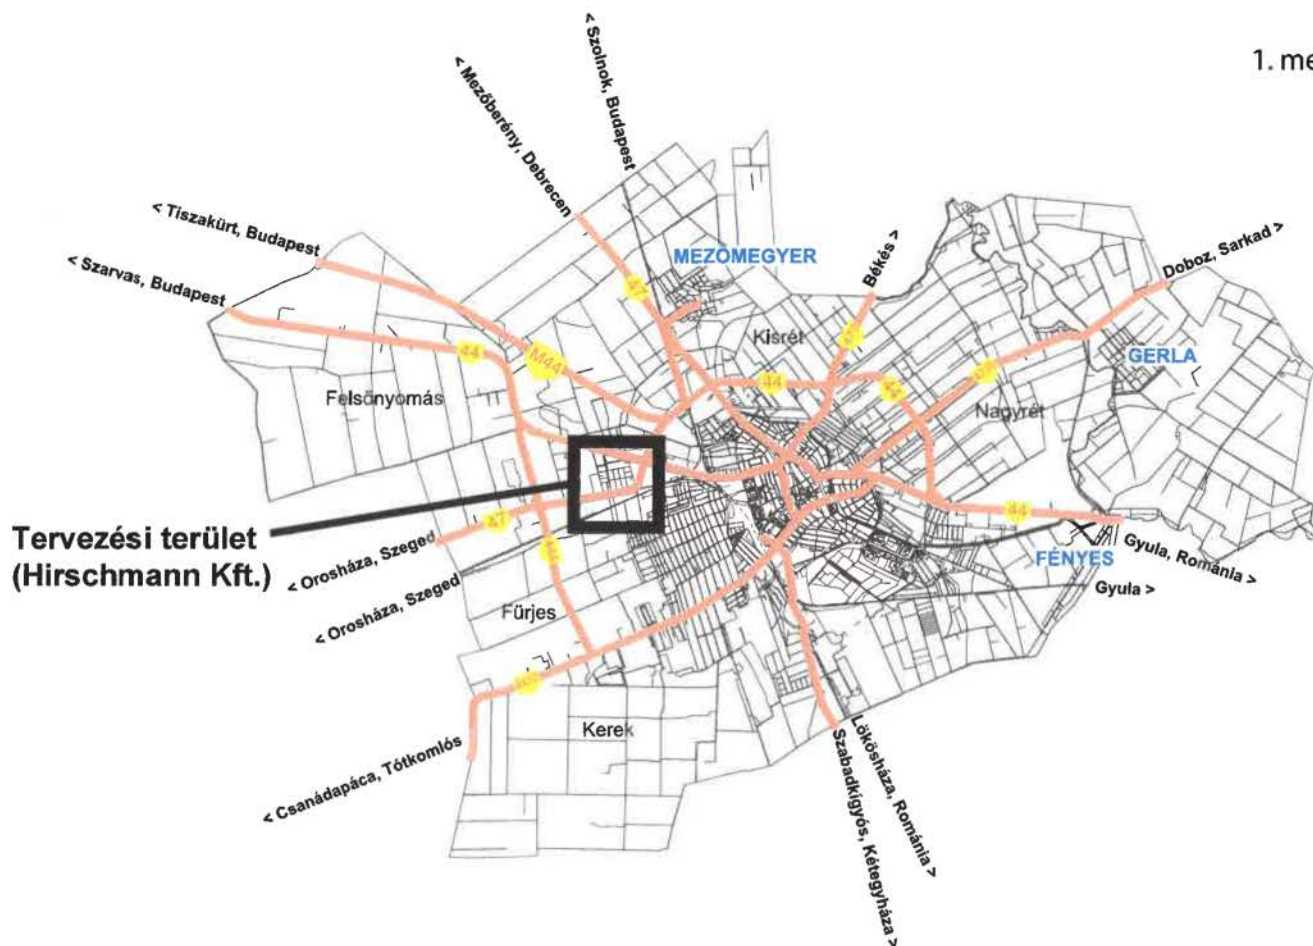 1. me
< Szolnok, Budapest
< Mezőberény, Debrecen
< Tiszakürt, Budapest
< Szarvas, Budapest
MEZŐMEGYER
Békés >
Doboz, Sarkad >
47
Kisrét
GERLA
44
M44
44
44
Felsőnyomás
Nagyrét
Tervezési terület
(Hirschmann Kft.)
47
44
< Orosháza, Szeged
< Orosháza, Szeged
FÉNYES
Gyula, Románia >
Gyula >
Fürjes
Kerek
< Csanádapáca, Tótkomlós
Lökösháza, Románia >
Szabadkígyós, Kétegyháza >